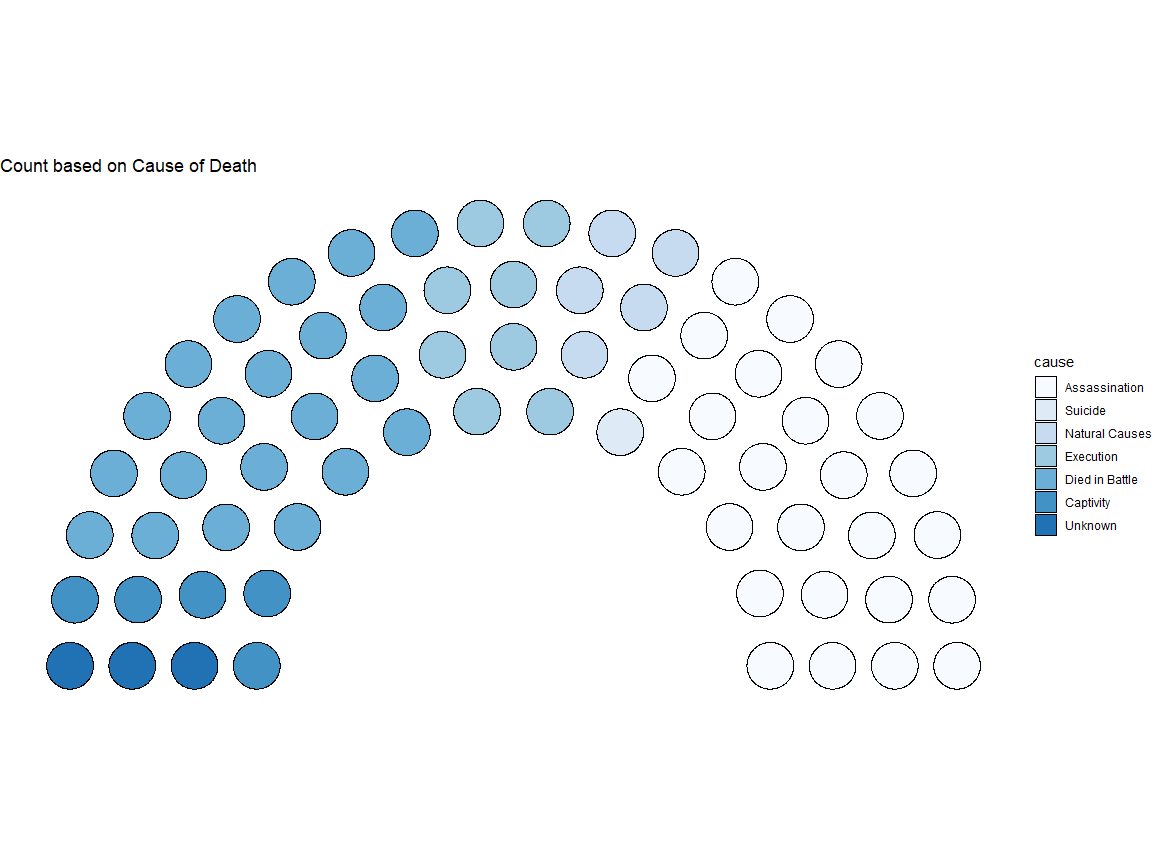 Count based on Cause of Death
cause
Assassination
Suicide
Natural Causes
Execution
Died in Battle
Captivity
Unknown